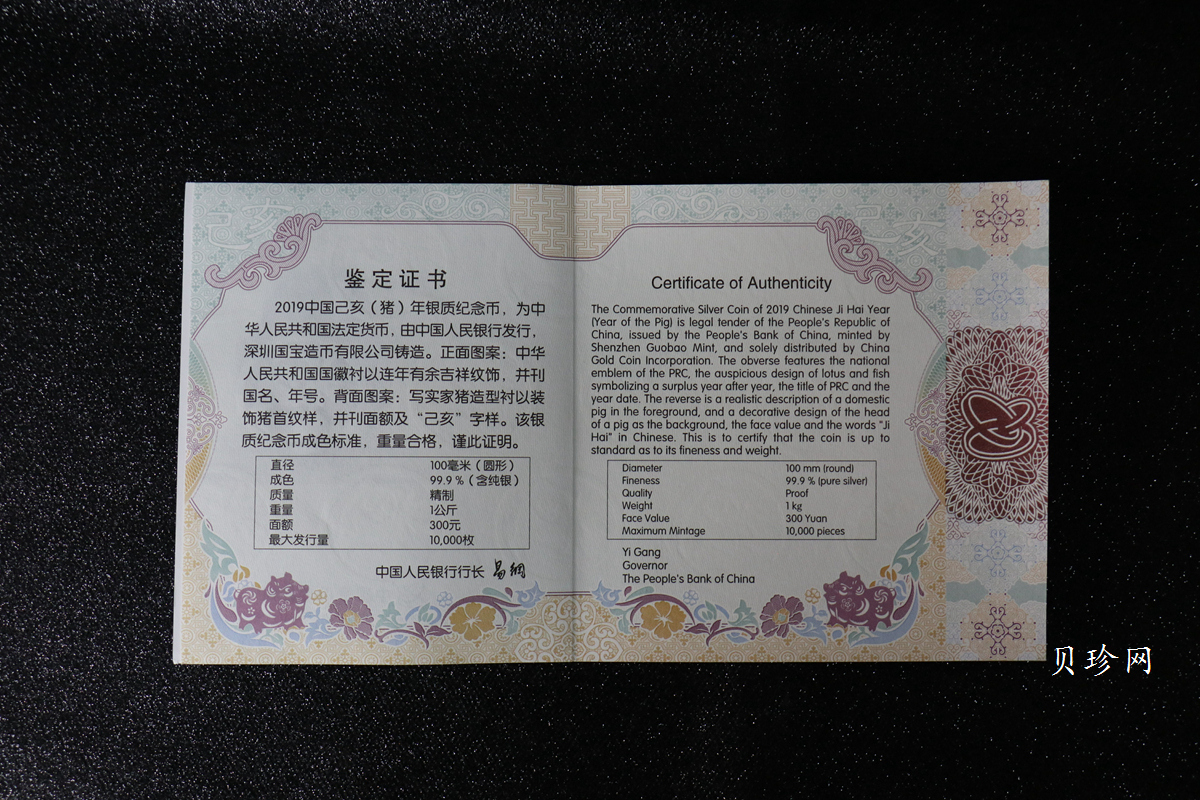 鉴定证书
2019中国己亥（猪）年银质纪念币，为中
华人民共和国法定货币，由中国人民银行发行，
深圳国宝造币有限公司铸造。正面图案：中华
人民共和国国徽衬以连年有余吉祥纹饰，并刊
国名、年号。背面图案：写实家猪造型衬以装
饰猪首纹样，并刊面额及“己亥”字样。该银
质纪念币成色标准，重量合格，谨此证明。
直径 100毫米（圆形）
成色 99.9％（含纯银）
质量 精制
重量 1公斤
面额 300元
最大发行量 10,000枚
中国人民银行行长 易纲
Certificate of Authenticity
The Commemorative Silver Coin of 2019 Chinese Ji Hai Year
(Year of the Pig) is legal tender of the People's Republic of
China, issued by the People's Bank of China, minted by
Shenzhen Guobao Mint, and solely distributed by China
Gold Coin Incorporation. The obverse features the national
emblem of the PRC, the auspicious design of lotus and fish
symbolizing a surplus year after year, the title of PRC and the
year date. The reverse is a realistic description of a domestic
pig in the foreground, and a decorative design of the head
of a pig as the background, the face value and the words "Ji
Hai" in Chinese. This is to certify that the coin is up to
standard as to its fineness and weight.
Diameter 100 mm (round)
Fineness 99.9 % (pure silver)
Quality Proof
Weight 1 kg
Face Value 300 Yuan
Maximum Mintage 10,000 pieces
Yi Gang
Governor
The People's Bank of China
己亥
己亥
贝珍网